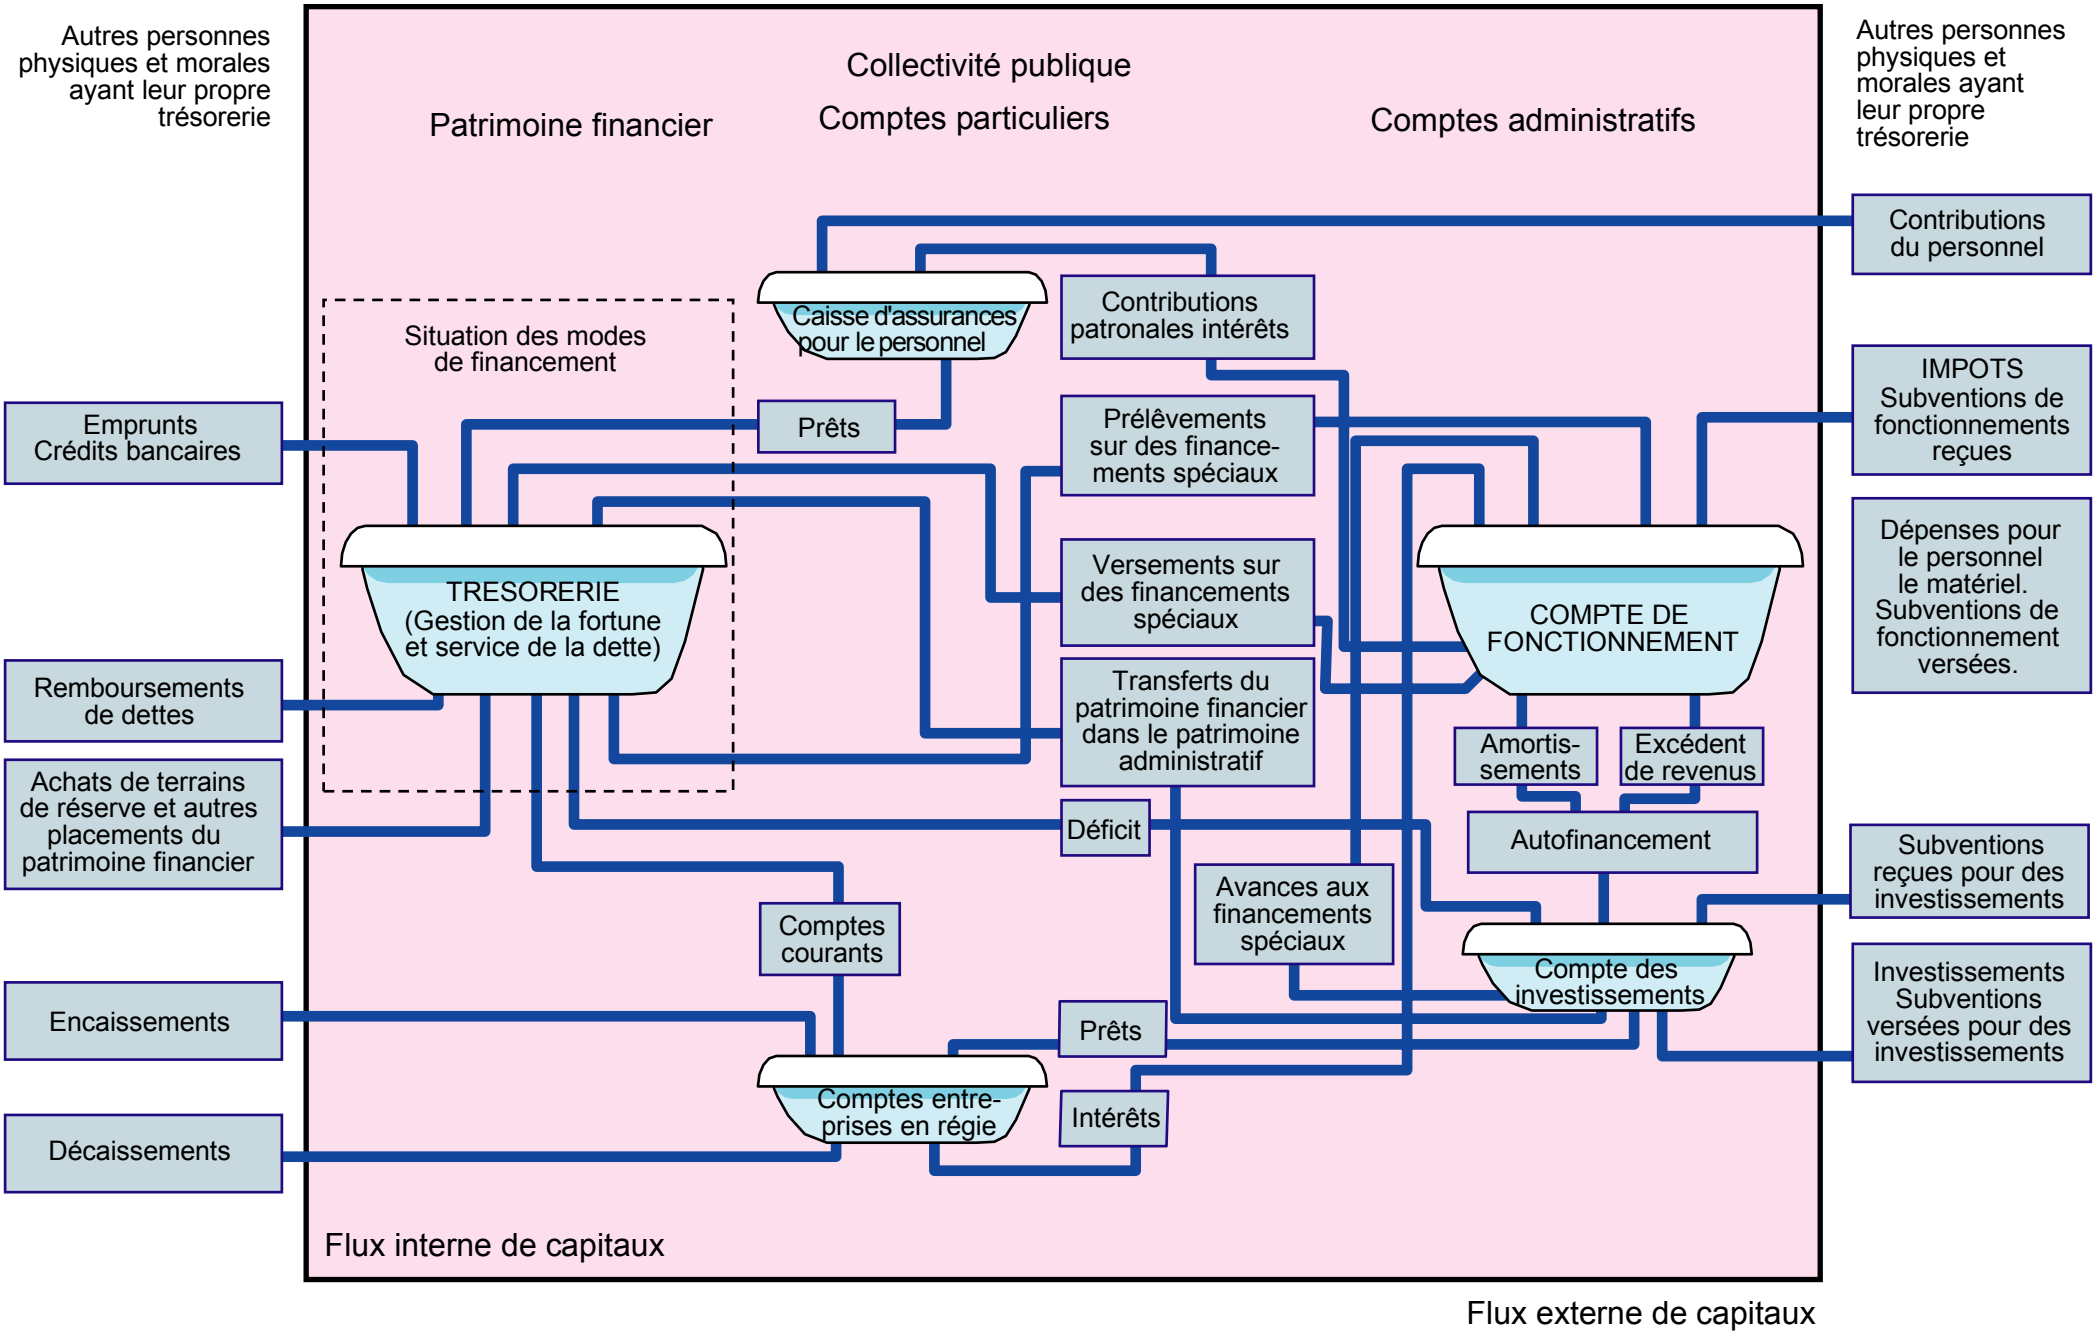 Autres personnes
physiques et morales
ayant leur propre
trésorerie
Collectivité publique
Patrimoine financier
Comptes particuliers
Comptes administratifs
Autres personnes
physiques et
morales ayant
leur propre
trésorerie
Contributions
du personnel
Caisse d'assurances
pour le personnel
Contributions
patronales intérêts
Situation des modes
de financement
IMPOTS
Subventions de
fonctionnements
reçues
Emprunts
Crédits bancaires
Prêts
Prélêvements
sur des finance-
ments spéciaux
Dépenses pour
le personnel
le matériel.
Subventions de
fonctionnement
versées.
TRESORERIE
(Gestion de la fortune
et service de la dette)
Versements sur
des financements
spéciaux
COMPTE DE
FONCTIONNEMENT
Remboursements
de dettes
Transferts du
patrimoine financier
dans le patrimoine
administratif
Amortis-
sements
Excédent
de revenus
Achats de terrains
de réserve et autres
placements du
patrimoine financier
Déficit
Autofinancement
Subventions
reçues pour des
investissements
Avances aux
financements
spéciaux
Comptes
courants
Compte des
investissements
Investissements
Subventions
versées pour des
investissements
Encaissements
Prêts
Comptes entre-
prises en régie
Intérêts
Décaissements
Flux interne de capitaux
Flux externe de capitaux